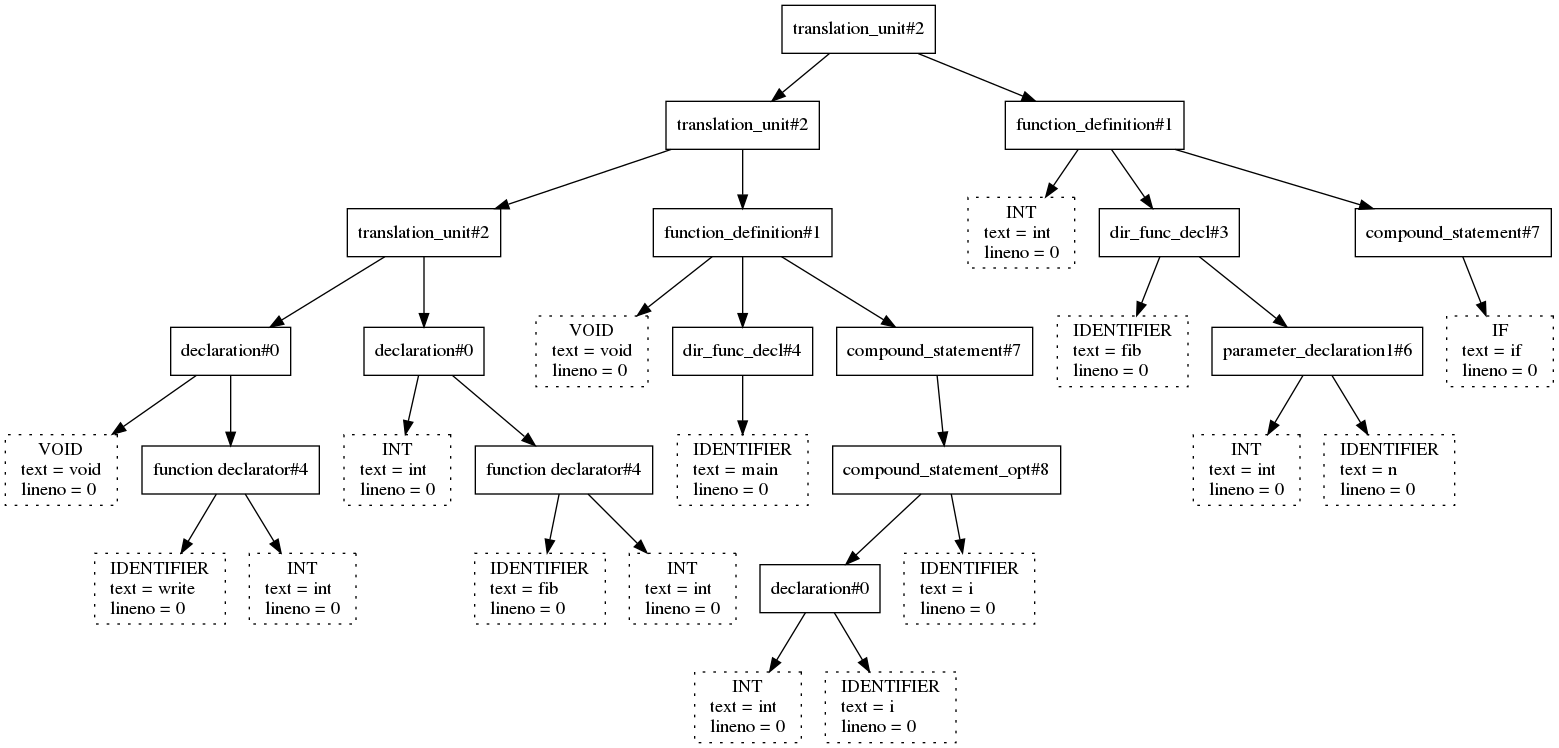 translation_unit#2
translation_unit#2
function_definition#1
translation_unit#2
function_definition#1
INT
text = int
lineno = 0
dir_func_decl#3
compound_statement#7
declaration#0
declaration#0
VOID
text = void
lineno = 0
dir_func_decl#4
compound_statement#7
IDENTIFIER
text = fib
lineno = 0
parameter_declaration1#6
IF
text = if
lineno = 0
VOID
text = void
lineno = 0
function declarator#4
INT
text = int
lineno = 0
function declarator#4
IDENTIFIER
text = main
lineno = 0
compound_statement_opt#8
INT
text = int
lineno = 0
IDENTIFIER
text = n
lineno = 0
IDENTIFIER
text = write
lineno = 0
INT
text = int
lineno = 0
IDENTIFIER
text = fib
lineno = 0
INT
text = int
lineno = 0
declaration#0
IDENTIFIER
text = i
lineno = 0
INT
text = int
lineno = 0
IDENTIFIER
text = i
lineno = 0